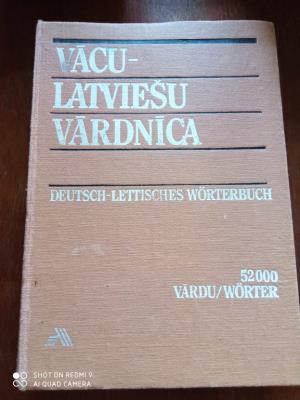 VĀCU-
LATVIEŠU
VĀRDNĪCA
DEUTSCH-LETTISCHES WÖRTERBUCH
52000
VĀRDU/WÖRTER
SHOT ON REDMI 9
AI QUAD CAMERA